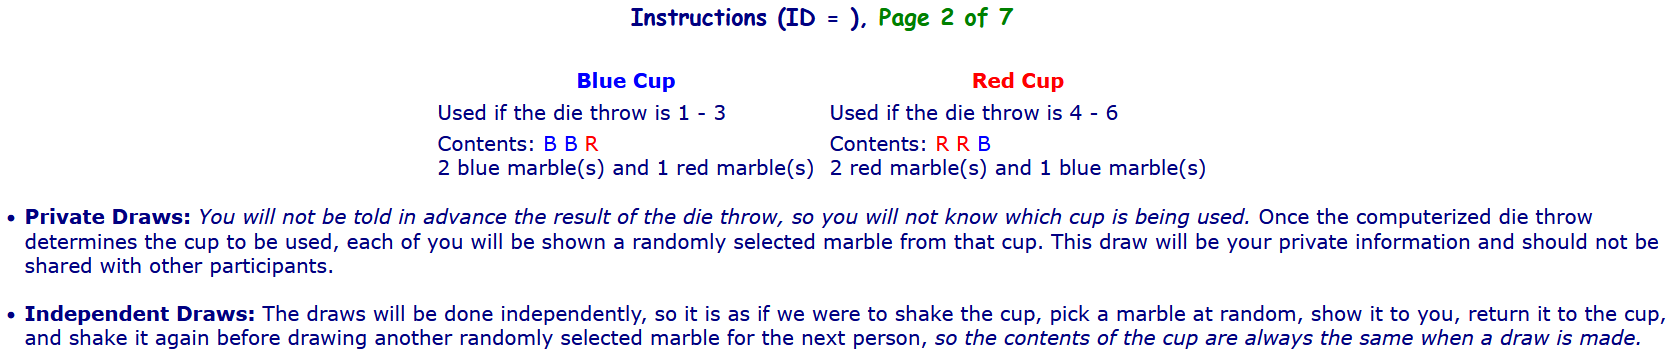 Instructions (ID = ), Page 2 of 7
Blue Cup Red Cup
Used if the die throw is 1 - 3 Used if the die throw is 4 - 6
Contents: B B R Contents: R R B
2 blue marble(s) and 1 red marble(s) 2 red marble(s) and 1 blue marble(s)
• Private Draws: You will not be told in advance the result of the die throw, so you will not know which cup is being used. Once the computerized die throw
determines the cup to be used, each of you will be shown a randomly selected marble from that cup. This draw will be your private information and should not be
shared with other participants.
• Independent Draws: The draws will be done independently, so it is as if we were to shake the cup, pick a marble at random, show it to you, return it to the cup,
and shake it again before drawing another randomly selected marble for the next person, so the contents of the cup are always the same when a draw is made.